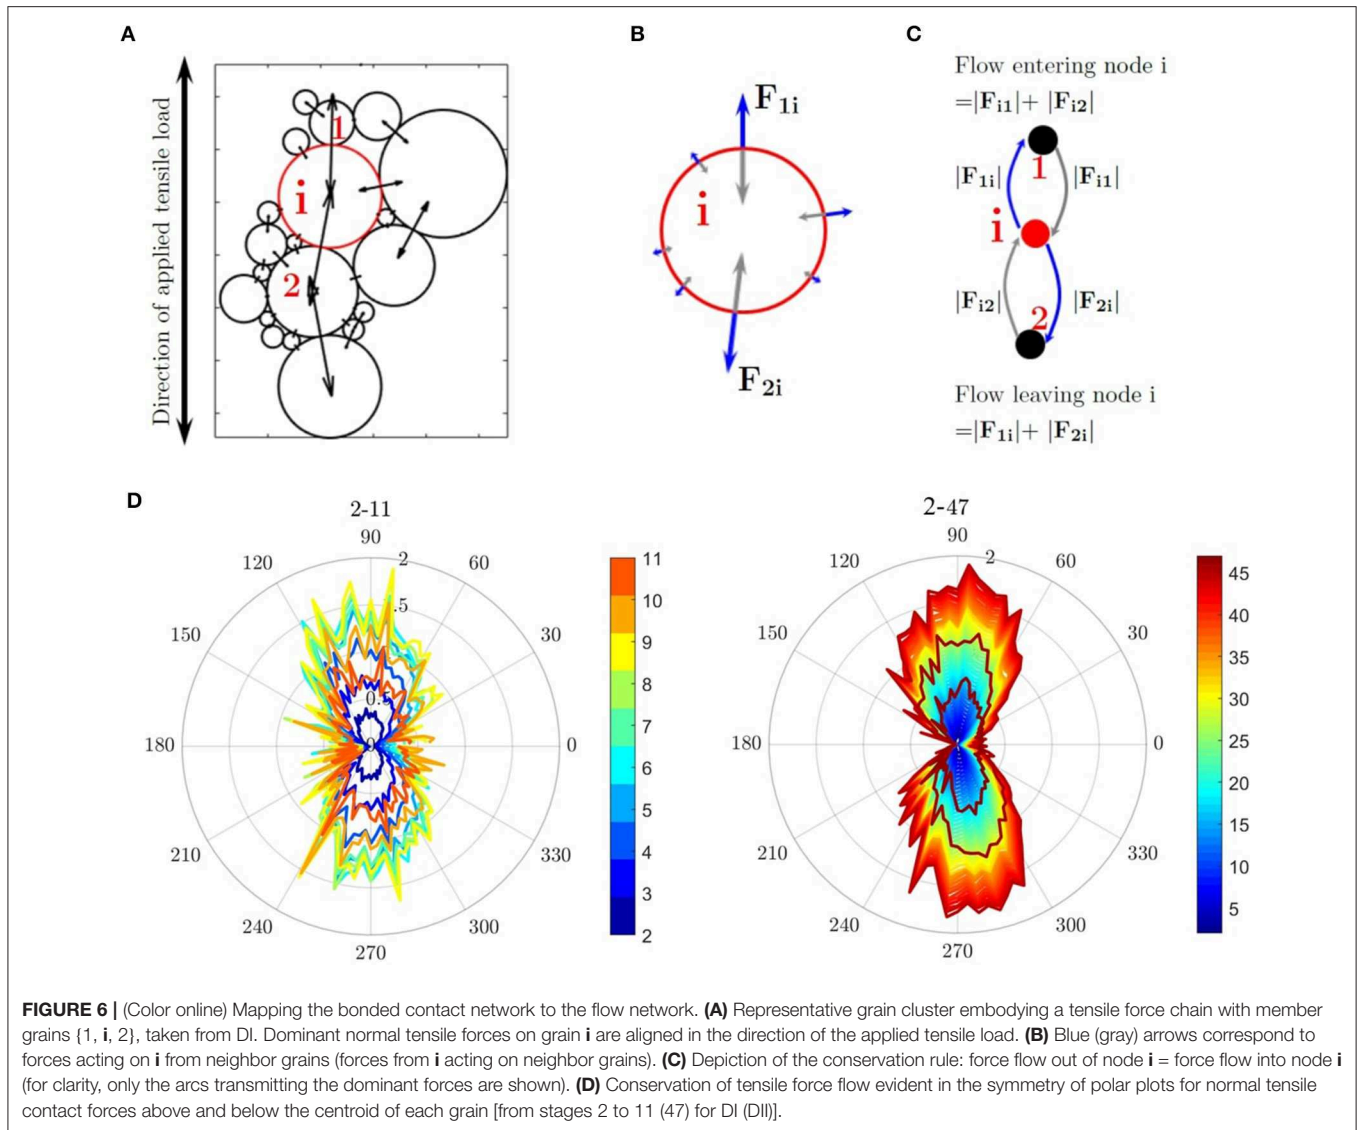 A
Direction of applied tensile load
1
i
2
B
F1i
i
F2i
C
Flow entering node i
=|Fi1|+ |Fi2|
|F1i|
1
|Fi1|
i
|Fi2|
2
|F2i|
Flow leaving node i
=|F1i|+ |F2i|
D
2-11
90
120
60
2
.5
150
30
0.5
180
0
0
210
330
240
300
270
11
10
9
8
7
6
5
4
3
2
2-47
90
120
60
2
150
30
180
0
210
330
240
300
270
45
40
35
30
25
20
15
10
5
FIGURE 6 | (Color online) Mapping the bonded contact network to the flow network. (A) Representative grain cluster embodying a tensile force chain with member
grains {1, i, 2}, taken from DI. Dominant normal tensile forces on grain i are aligned in the direction of the applied tensile load. (B) Blue (gray) arrows correspond to
forces acting on i from neighbor grains (forces from i acting on neighbor grains). (C) Depiction of the conservation rule: force flow out of node i = force flow into node i
(for clarity, only the arcs transmitting the dominant forces are shown). (D) Conservation of tensile force flow evident in the symmetry of polar plots for normal tensile
contact forces above and below the centroid of each grain [from stages 2 to 11 (47) for DI (DII)].